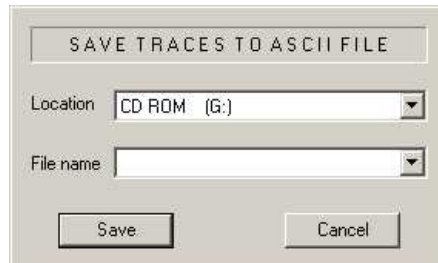 SAVE TRACES TO ASCII FILE
Location CD ROM (G:)
File name
Save Cancel